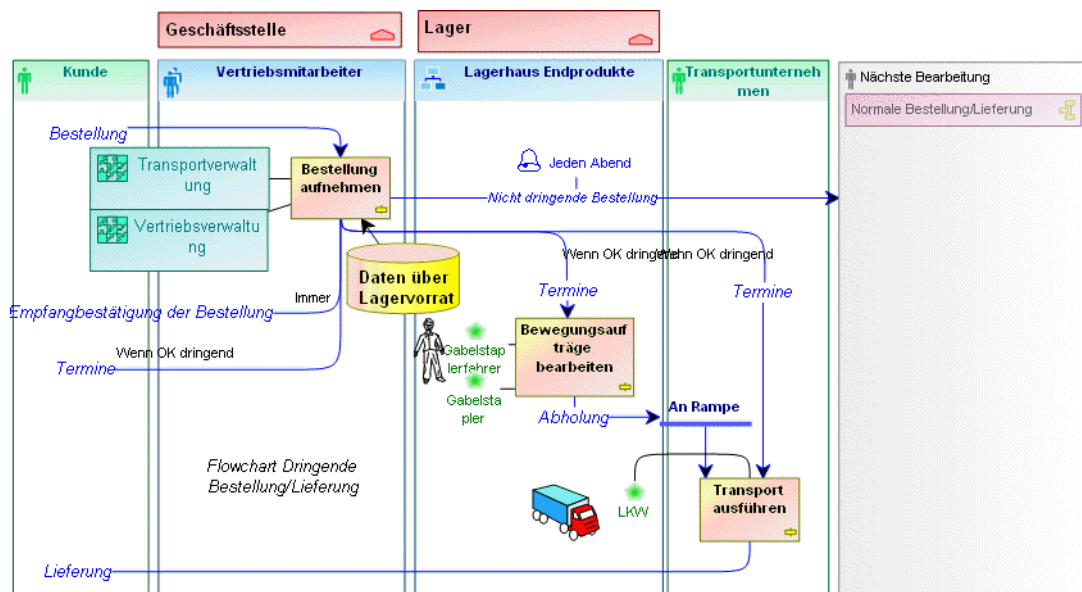 Geschäftsstelle
Lager
Kunde
Vertriebsmitarbeiter
Lagerhaus Endprodukte
Transportunterneh
men
Nächste Bearbeitung
Normale Bestellung/Lieferung
Bestellung
Transportverwalt
ung
Bestellung
aufnehmen
Jeden Abend
Nicht dringende Bestellung
Vertriebsverwaltu
ng
Daten über
Lagervorrat
Wenn OK dringend
Wenn OK dringend
Immer
Termine
Termine
Empfangbestätigung der Bestellung
Wenn OK dringend
Termine
Gabelstap
lerfahrer
Bewegungsauf
träge
bearbeiten
Gabelsta
pler
Abholung
An Rampe
Flowchart Dringende
Bestellung/Lieferung
LKW
Transport
ausführen
Lieferung